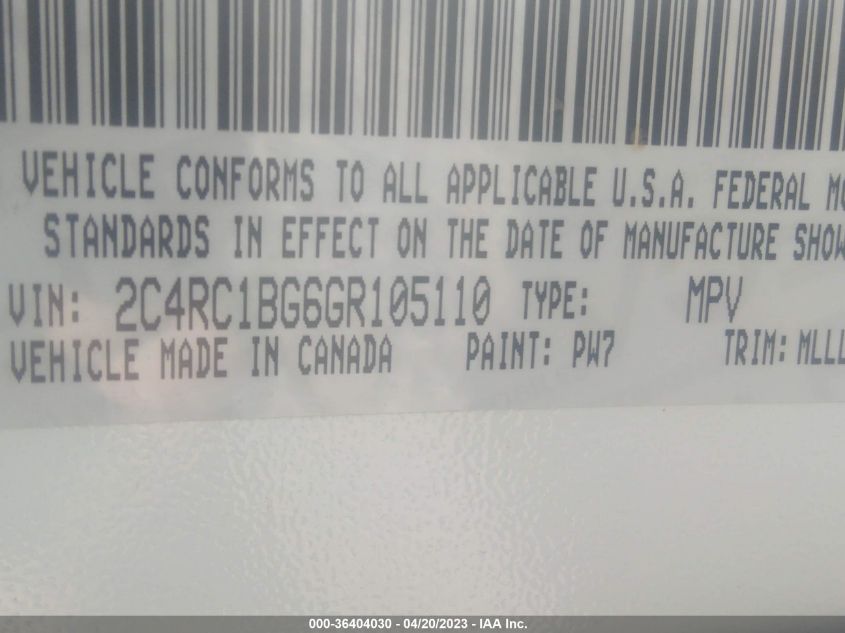 VEHICLE CONFORMS TO ALL APPLICABLE U.S.A. FEDERAL
STANDARDS IN EFFECT ON THE DATE OF MANUFACTURE SHOW
VIN: 2C4RC1BG6GR105110 TYPE: MPV
VEHICLE MADE IN CANADA PAINT: PW7 TRIM: MLLL
000-36404030 - 04/20/2023 - IAA Inc.